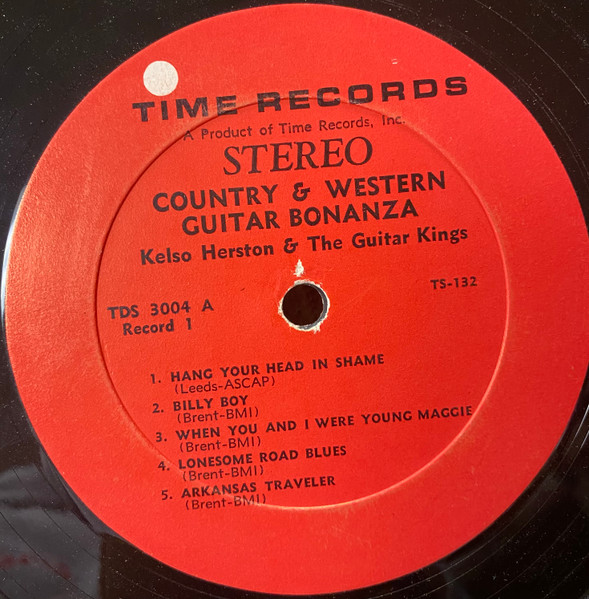 TIME RECORDS
A Product of Time Records, Inc.
STEREO
COUNTRY & WESTERN
GUITAR BONANZA
Kelso Herston & The Guitar Kings
TS-132
TDS 3004 A
Record 1
1. HANG YOUR HEAD IN SHAME
(Leeds-ASCAP)
2. BILLY BOY
(Brent-BMI)
3. WHEN YOU AND I WERE YOUNG MAGGIE
(Brent-BMI)
4. LONESOME ROAD BLUES
(Brent-BMI)
5. ARKANSAS TRAVELER
(Brent-BMI)